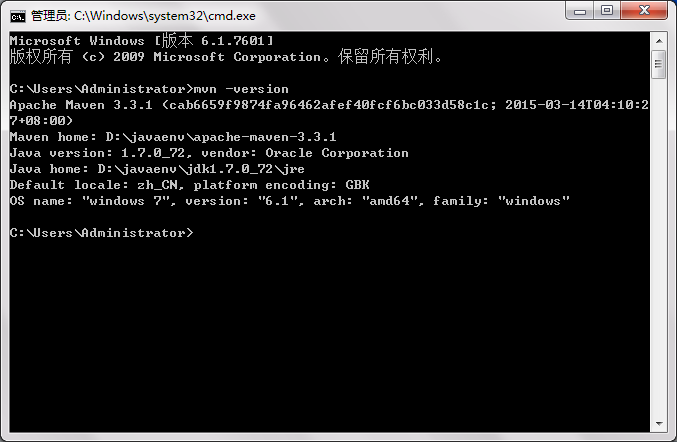 管理员: C:\Windows\system32\cmd.exe
Microsoft Windows [版本 6.1.7601]
版权所有 (c) 2009 Microsoft Corporation。保留所有权利。
C:\Users\Administrator>mvn -version
Apache Maven 3.3.1 (cab6659f9874fa96462afef40fcf6bc033d58c1c; 2015-03-14T04:10:2
7+08:00)
Maven home: D:\javaenv\apache-maven-3.3.1
Java version: 1.7.0_72, vendor: Oracle Corporation
Java home: D:\javaenv\jdk1.7.0_72\jre
Default locale: zh_CN, platform encoding: GBK
OS name: "windows 7", version: "6.1", arch: "amd64", family: "windows"
C:\Users\Administrator>